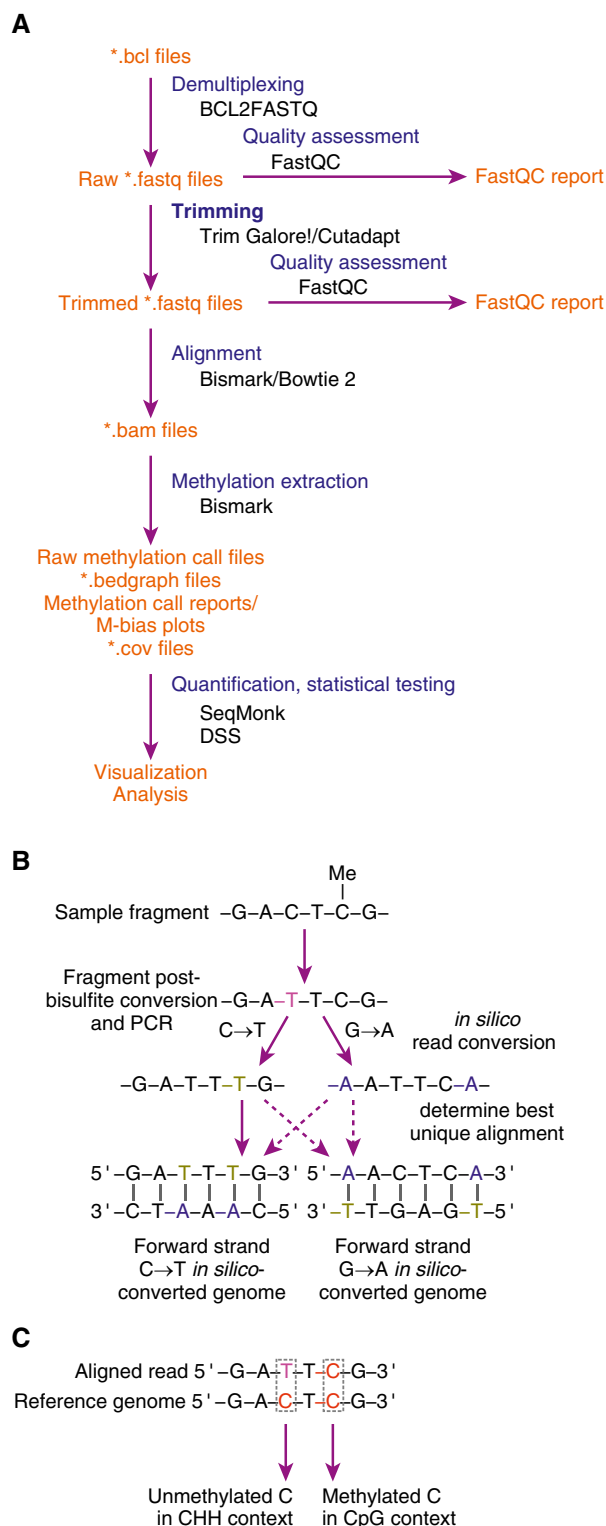 A
*.bcl files
Demultiplexing
BCL2FASTQ
Quality assessment
FastQC
Raw *.fastq files
FastQC report
Trimming
Trim Galore!/Cutadapt
Quality assessment
FastQC
Trimmed *.fastq files
FastQC report
Alignment
Bismark/Bowtie 2
*.bam files
Methylation extraction
Bismark
Raw methylation call files
*.bedgraph files
Methylation call reports/
M-bias plots
*.cov files
Quantification, statistical testing
SeqMonk
DSS
Visualization
Analysis
B
Me
Sample fragment –G–A–C–T–C–G–
Fragment post-
bisulfite conversion
and PCR
–G–A–T–T–C–G–
C→T
G→A
in silico
read conversion
–G–A–T–T–T–G–
–A–A–T–T–C–A–
determine best
unique alignment
5'–G–A–T–T–T–G–3'
3'–C–T–A–A–A–C–5'
5'–A–A–C–T–C–A–3'
3'–T–T–G–A–G–T–5'
Forward strand
C→T in silico-
converted genome
Forward strand
G→A in silico-
converted genome
C
Aligned read 5'–G–A–T–T–C–G–3'
Reference genome 5'–G–A–C–T–C–G–3'
Unmethylated C
in CHH context
Methylated C
in CpG context